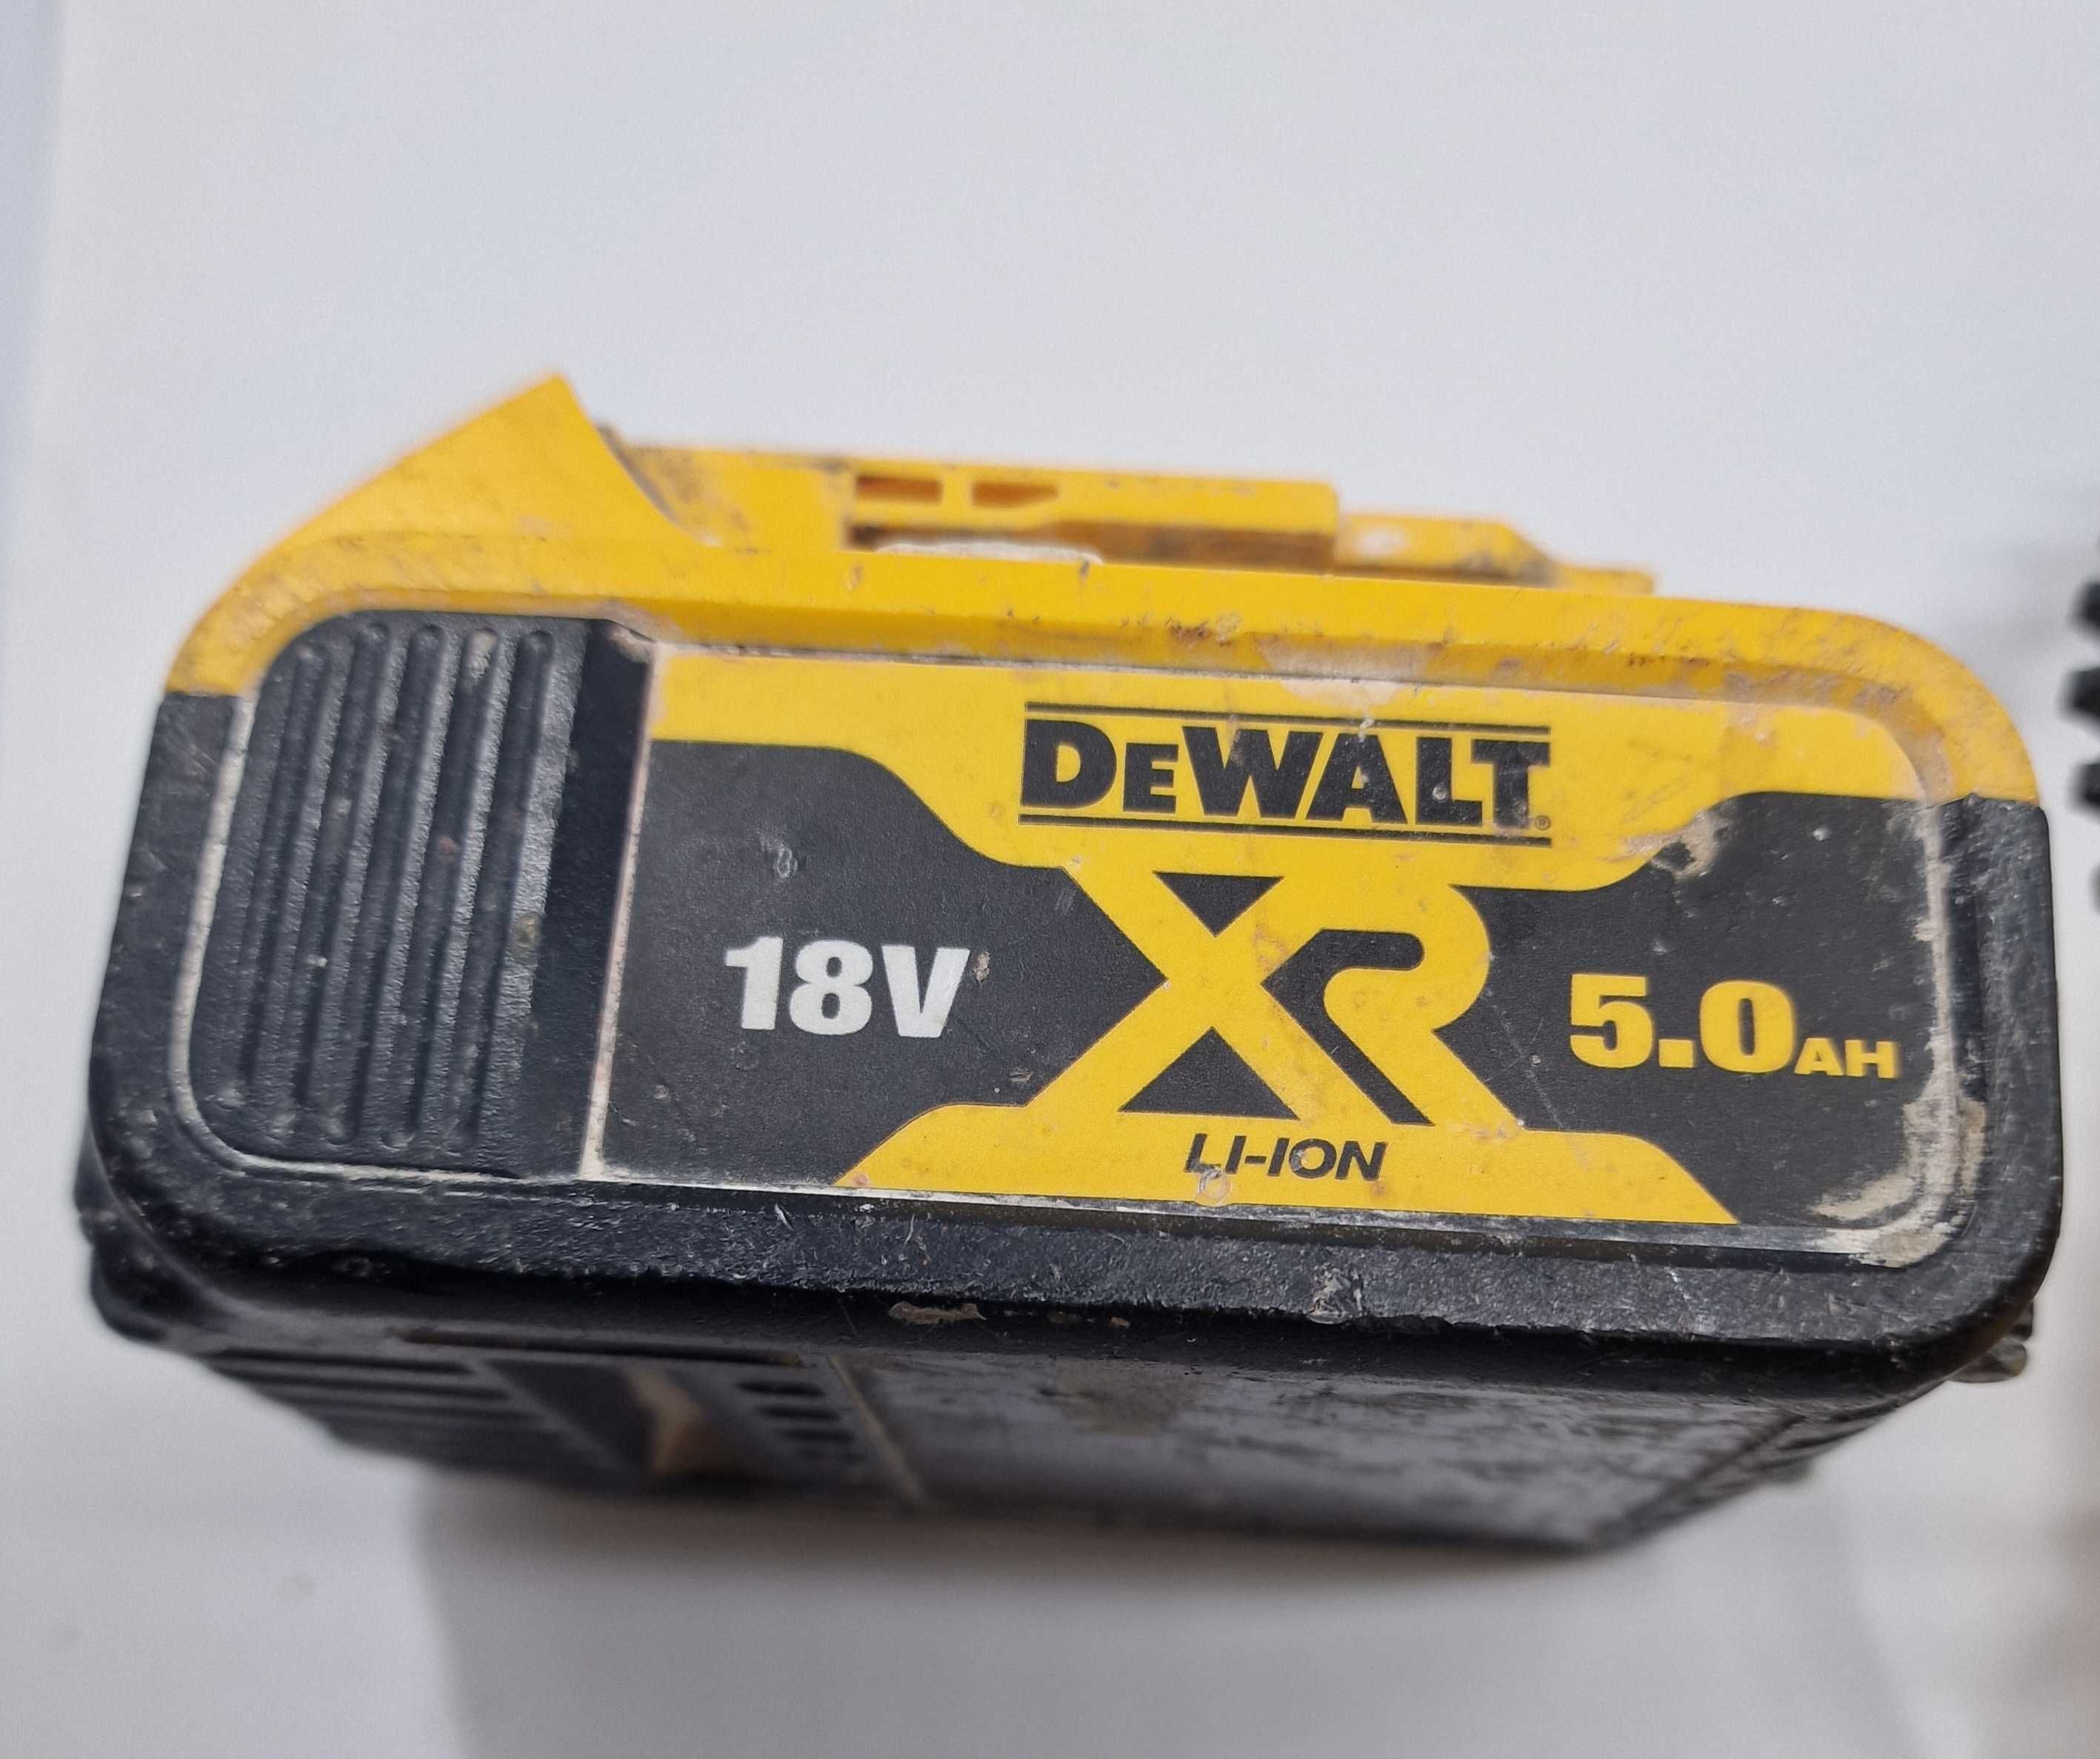 DEWALT®
18V XR 5.0AH
LI-ION